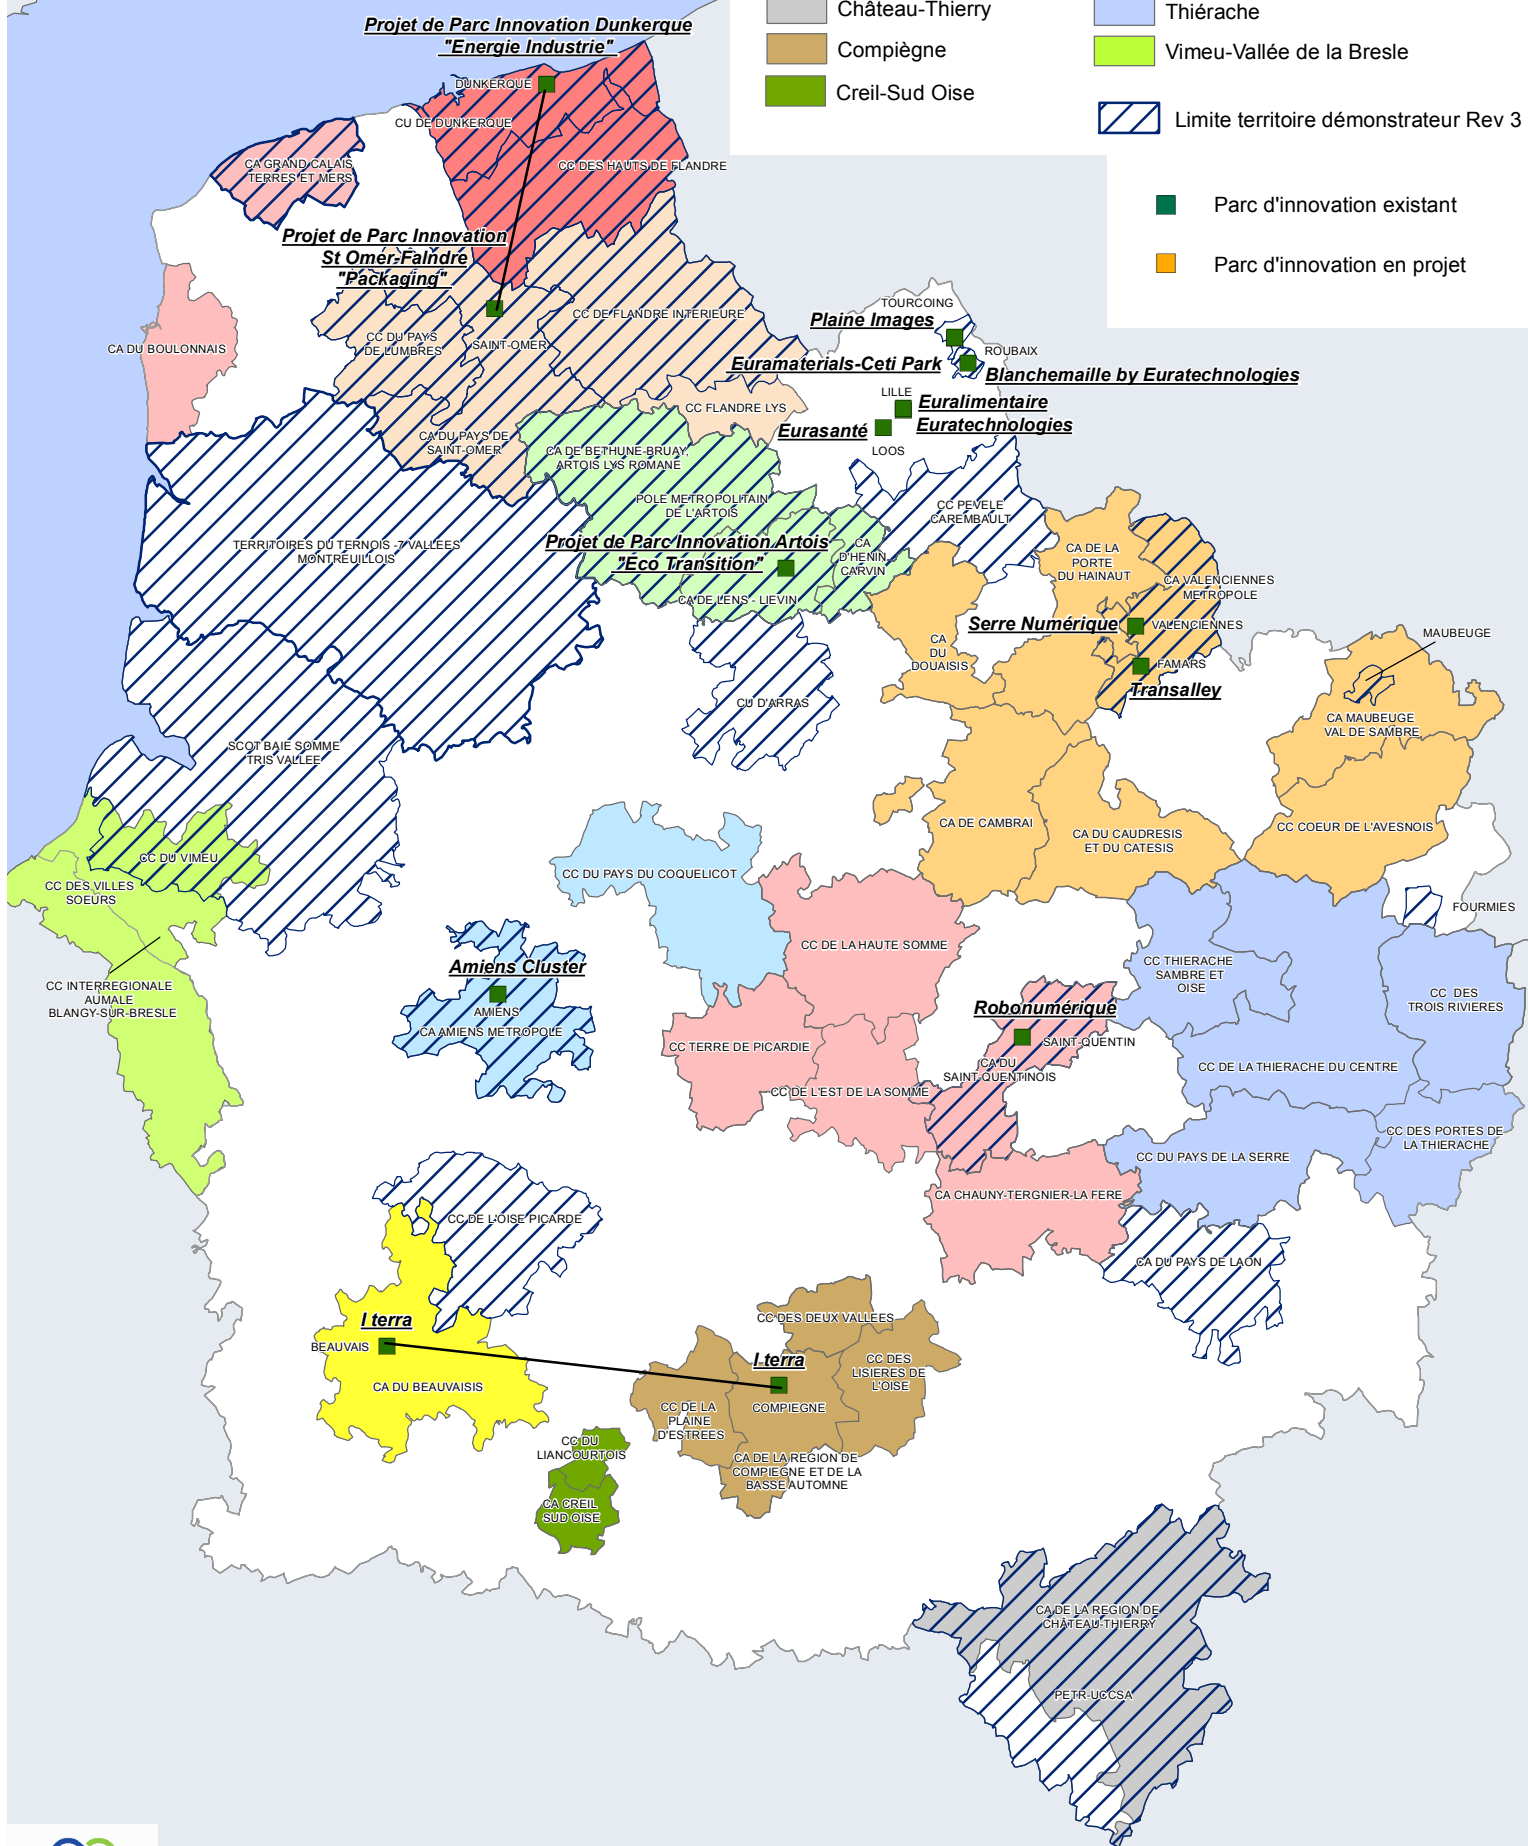 Château-Thierry
Thiérache
Compiègne
Vimeu-Vallée de la Bresle
Creil-Sud Oise
Limite territoire démonstrateur Rev 3
Parc d'innovation existant
Parc d'innovation en projet
Projet de Parc Innovation Dunkerque
"Energie Industrie"
DUNKERQUE
CU DE DUNKERQUE
CC DES HAUTS DE FLANDRE
CA GRAND CALAIS
TERRES ET MERS
Projet de Parc Innovation
St Omer-Falndre
"Packaging"
CC DE FLANDRE INTERIEURE
CA DU BOULONNAIS
CC DU PAYS
DE LUMBRES
SAINT-OMER
TOURCOING
Plaine Images
ROUBAIX
Euramaterials-Ceti Park
Blanchemaille by Euratechnologies
LILLE
Euralimentaire
Euratechnologies
Eurasanté
LOOS
CC FLANDRE LYS
CA DU PAYS DE
SAINT-OMER
CA DE BETHUNE-BRUAY,
ARTOIS LYS ROMANE
POLE METROPOLITAIN
DE L'ARTOIS
CC PEVELE
CAREMBAULT
TERRITOIRES DU TERNOIS -7 VALLEES
MONTREUILLOIS
Projet de Parc Innovation Artois
"Eco Transition"
CA
D'HENIN
CARVIN
CA DE LENS - LIEVIN
CA DE LA
PORTE
DU HAINAUT
CA VALENCIENNES
METROPOLE
Serre Numérique
VALENCIENNES
FAMARS
Transalley
CA
DU
DOUAISIS
MAUBEUGE
CA MAUBEUGE
VAL DE SAMBRE
CU D'ARRAS
SCOT BAIE SOMME
TRIS VALLEE
CA DE CAMBRAI
CA DU CAUDRESIS
ET DU CATESIS
CC COEUR DE L'AVESNOIS
CC DU VIMEU
CC DES VILLES
SOEURS
CC DU PAYS DU COQUELICOT
FOURMIES
CC DE LA HAUTE SOMME
CC THIERACHE
SAMBRE ET
OISE
CC INTERREGIONALE
AUMALE
BLANGY-SUR-BRESLE
Amiens Cluster
AMIENS
CA AMIENS METROPOLE
CC DES
TROIS RIVIERES
Robonumérique
SAINT-QUENTIN
CC TERRE DE PICARDIE
CA DU
SAINT-QUENTINOIS
CC DE LA THIERACHE DU CENTRE
CC DE L'EST DE LA SOMME
CC DES PORTES DE
LA THIERACHE
CC DU PAYS DE LA SERRE
CA CHAUNY-TERGNIER-LA FERE
CC DE L'OISE PICARDE
CA DU PAYS DE LAON
I terra
BEAUVAIS
CA DU BEAUVAISIS
CC DES DEUX VALLEES
I terra
CC DES
LISIERES DE
L'OISE
COMPIEGNE
CC DE LA
PLAINE
D'ESTREES
CC DU
LIANCOURTOIS
CA DE LA REGION DE
COMPIEGNE ET DE LA
BASSE AUTOMNE
CA CREIL
SUD OISE
CA DE LA REGION DE
CHÂTEAU-THIERRY
PETR-UCCSA